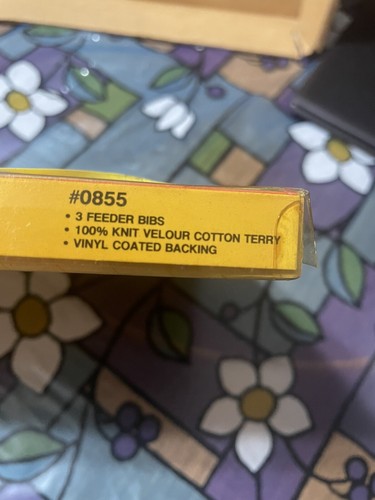 #0855
• 3 FEEDER BIBS
• 100% KNIT VELOUR COTTON TERRY
• VINYL COATED BACKING